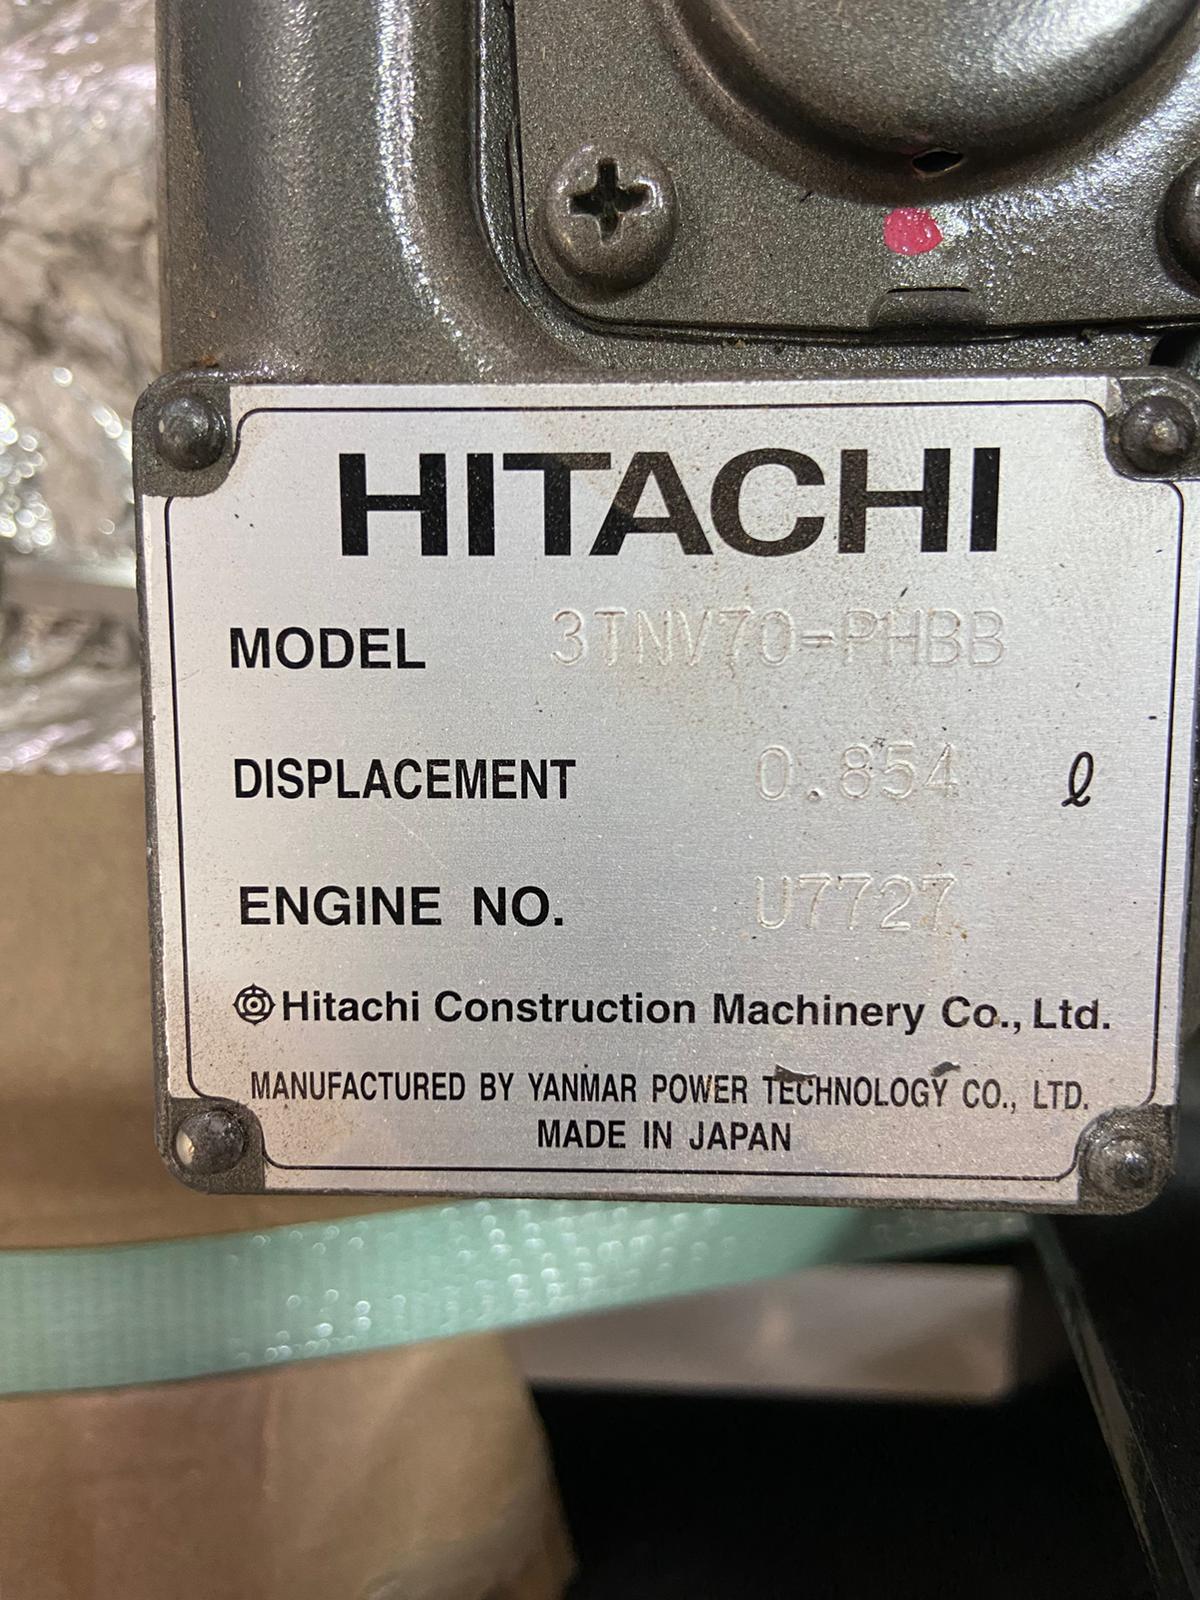 HITACHI
MODEL 3TNV70-PHBB
DISPLACEMENT 0.854 ℓ
ENGINE NO. U7727
Hitachi Construction Machinery Co., Ltd.
MANUFACTURED BY YANMAR POWER TECHNOLOGY CO., LTD.
MADE IN JAPAN